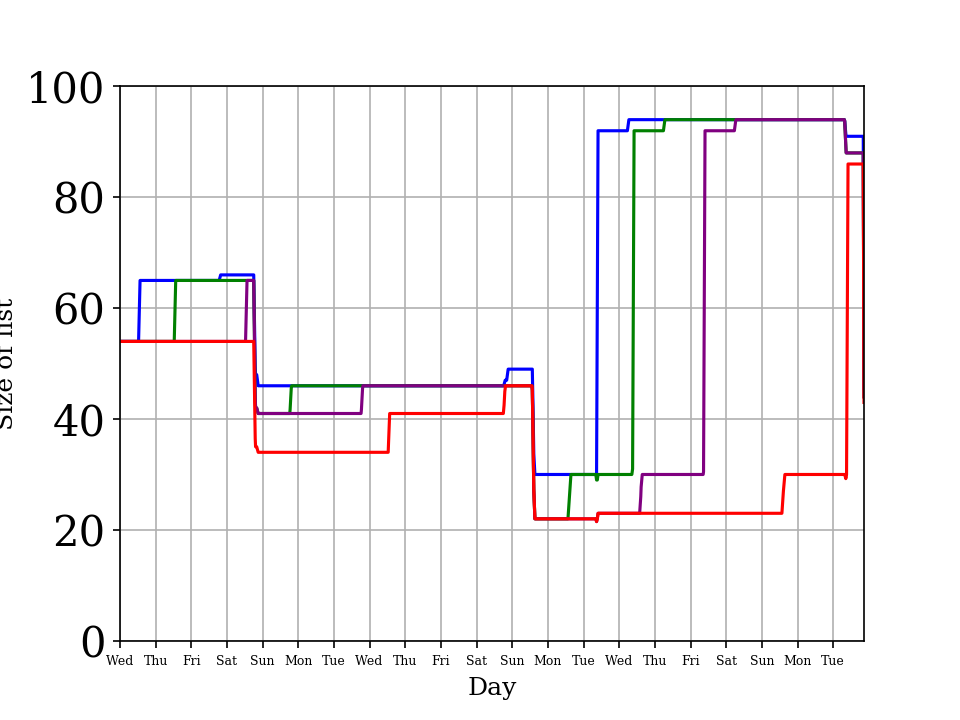 100
80
60
40
20
0
Size of list
Wed Thu Fri Sat Sun Mon Tue Wed Thu Fri Sat Sun Mon Tue Wed Thu Fri Sat Sun Mon Tue
Day